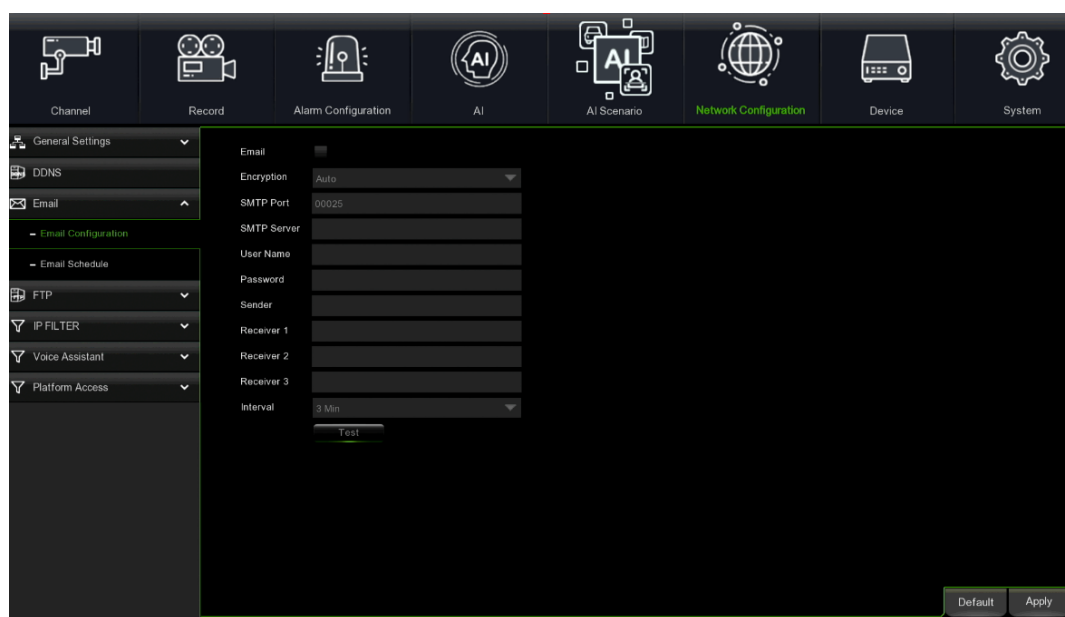 Channel
Record
Alarm Configuration
AI
AI
AI
AI Scenario
Network Configuration
Device
System
General Settings
DDNS
Email
Email Configuration
Email Schedule
FTP
IP FILTER
Voice Assistant
Platform Access
Email
Encryption Auto
SMTP Port 00025
SMTP Server
User Name
Password
Sender
Receiver 1
Receiver 2
Receiver 3
Interval 3 Min
Test
Default Apply